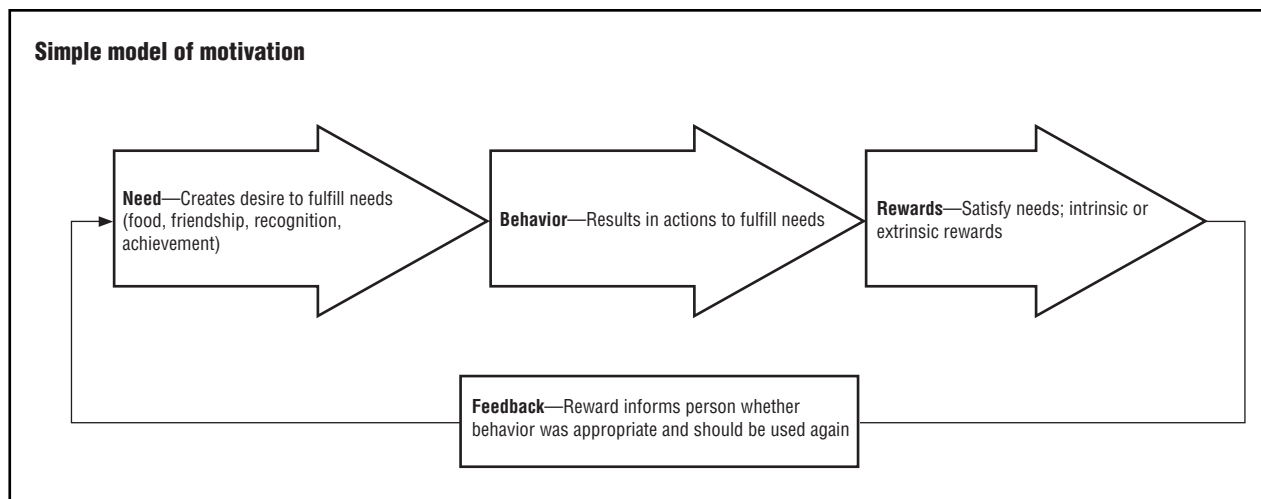 Simple model of motivation
Need—Creates desire to fulfill needs
(food, friendship, recognition,
achievement)
Behavior—Results in actions to fulfill needs
Rewards—Satisfy needs; intrinsic or
extrinsic rewards
Feedback—Reward informs person whether
behavior was appropriate and should be used again